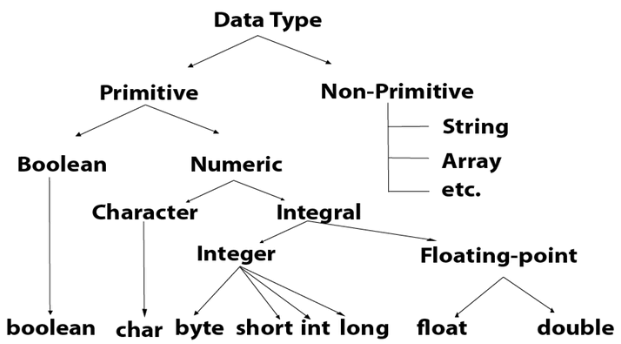 Data Type
Primitive
Non-Primitive
String
Array
etc.
Boolean
Numeric
Character
Integral
Integer
Floating-point
boolean
char
byte
short
int
long
float
double